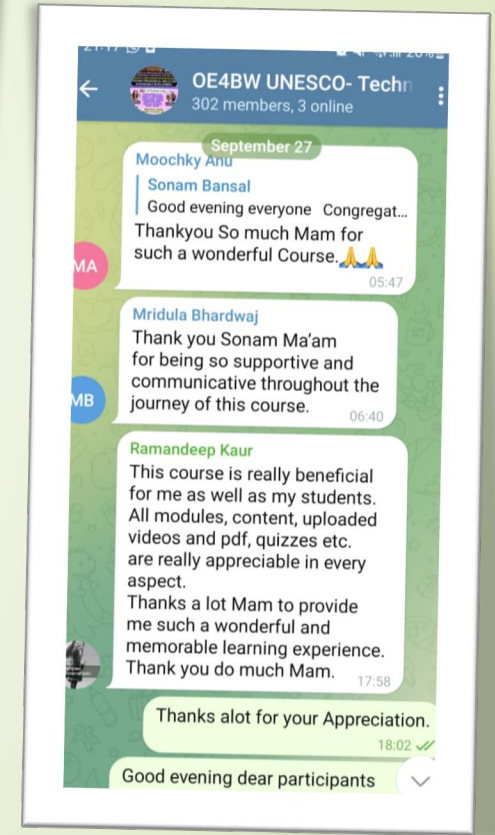 21:17
OE4BW UNESCO- Techn
302 members, 3 online
September 27
Moochky Anu
Sonam Bansal
Good evening everyone Congregat...
Thankyou So much Mam for
such a wonderful Course.🙏🙏
MA
05:47
Mridula Bhardwaj
Thank you Sonam Ma'am
for being so supportive and
communicative throughout the
MB
journey of this course.
06:40
Ramandeep Kaur
This course is really beneficial
for me as well as my students.
All modules, content, uploaded
videos and pdf, quizzes etc.
are really appreciable in every
aspect.
Thanks a lot Mam to provide
me such a wonderful and
memorable learning experience.
Thank you do much Mam.
17:58
Thanks alot for your Appreciation.
18:02
Good evening dear participants